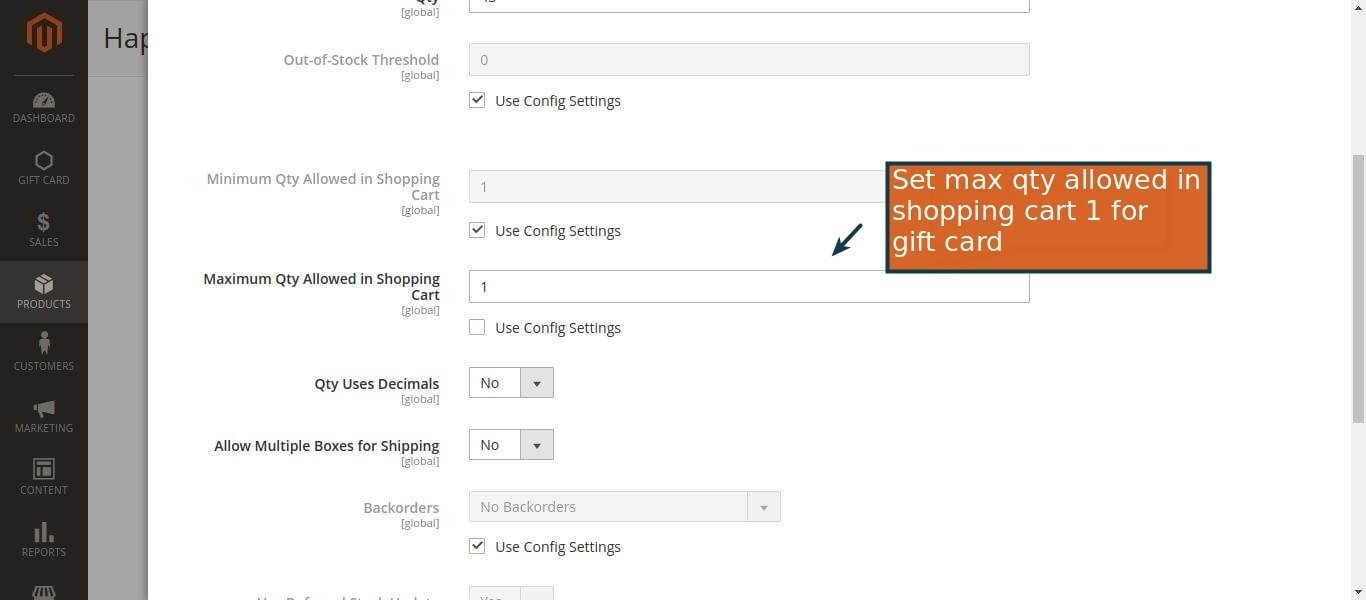 Hap
Qty
[global]
Out-of-Stock Threshold
[global]
0
Use Config Settings
Minimum Qty Allowed in Shopping
Cart
[global]
1
Use Config Settings
Set max qty allowed in
shopping cart 1 for
gift card
Maximum Qty Allowed in Shopping
Cart
[global]
1
Use Config Settings
Qty Uses Decimals
[global]
No
Allow Multiple Boxes for Shipping
[global]
No
Backorders
[global]
No Backorders
Use Config Settings
DASHBOARD
GIFT CARD
$
SALES
PRODUCTS
CUSTOMERS
MARKETING
CONTENT
REPORTS